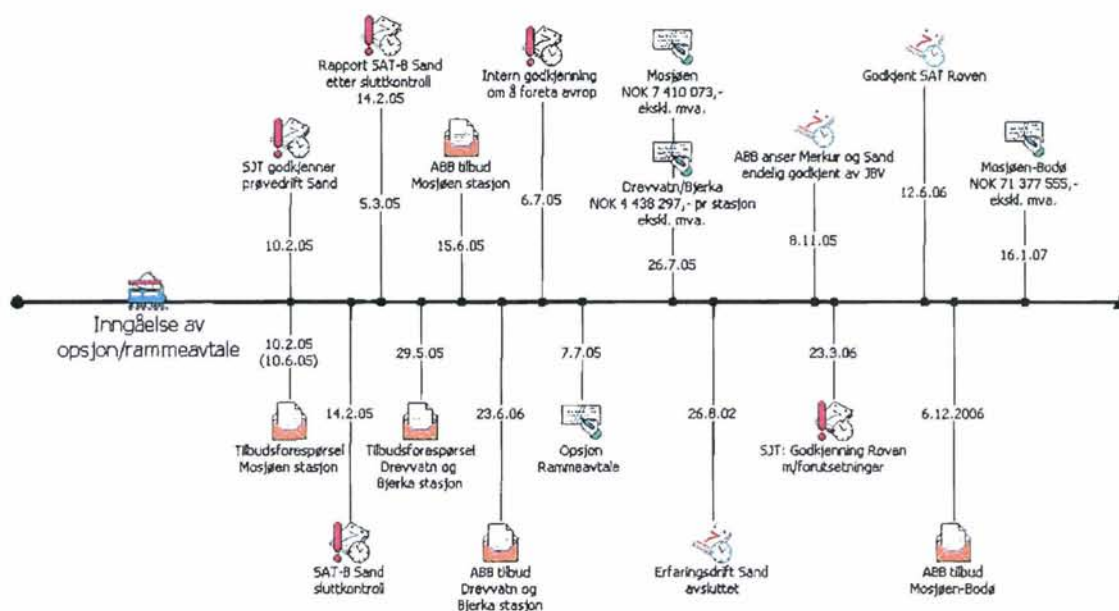 Rapport SAT-B Sand
etter sluttkontroll
14.2.05
Intern godkjenning
om å foreta avrop
Mosjøen
NOK 7 410 073,-
ekskl. mva.
Godkjent SAT Røven
SJT godkjenner
prøvedrift Sand
ABB tilbud
Mosjøen stasjon
Drevvatn/Bjerka
NOK 4 438 297,- pr stasjon
ekskl. mva.
ABB anser Merkur og Sand
endelig godkjent av JBV
Mosjøen-Bodø
NOK 71 377 555,-
ekskl. mva.
10.2.05
5.3.05
15.6.05
6.7.05
26.7.05
8.11.05
12.6.06
16.1.07
Inngåelse av
opsjon/rammeavtale
10.2.05
(10.6.05)
29.5.05
7.7.05
23.3.06
14.2.05
23.6.06
26.8.02
6.12.2006
Tilbudsforespørsel
Mosjøen stasjon
Tilbudsforespørsel
Drevvatn og
Bjerka stasjon
Opsjon
Rammeavtale
SJT: Godkjenning Røven
m/forutsetninger
SAT-B Sand
sluttkontroll
ABB tilbud
Drevvatn og
Bjerka stasjon
Erfaringsdrift Sand
avsluttet
ABB tilbud
Mosjøen-Bodø